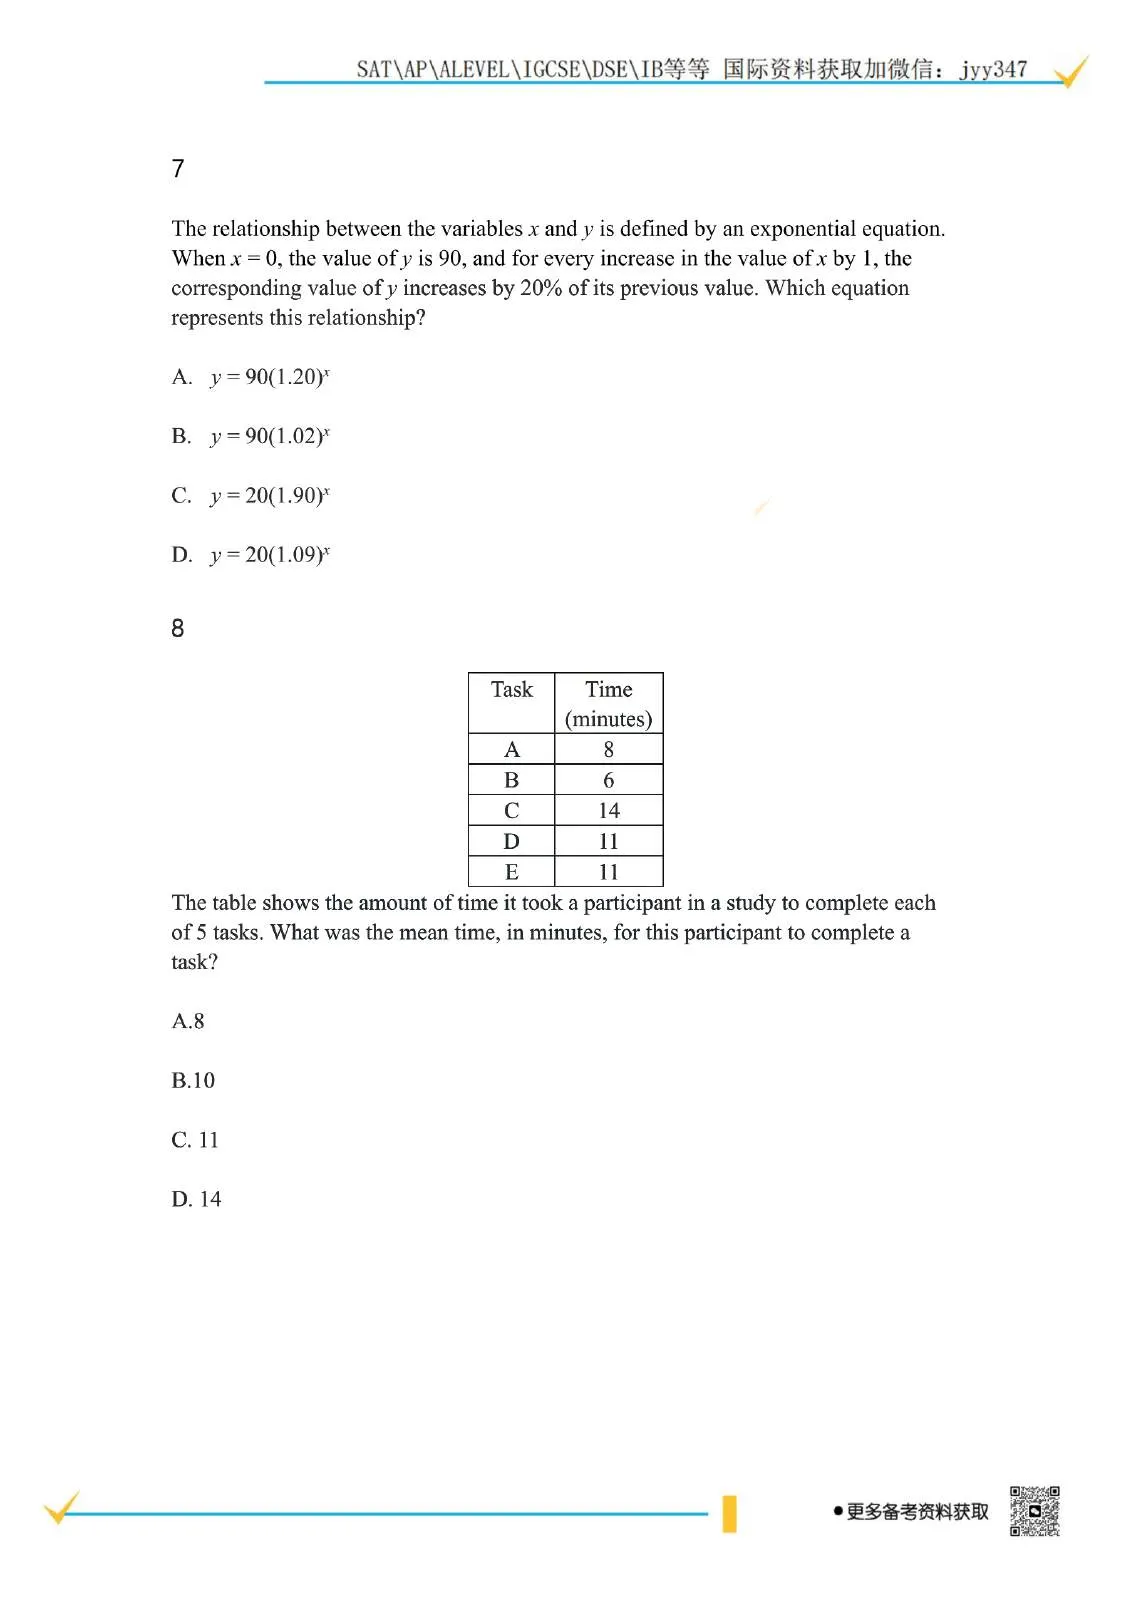 SAT\AP\ALEVEL\IGCSE\DSE\IB等等 国际资料获取加微信：jyy347
7
The relationship between the variables x and y is defined by an exponential equation.
When x = 0, the value of y is 90, and for every increase in the value of x by 1, the
corresponding value of y increases by 20% of its previous value. Which equation
represents this relationship?
A. y = 90(1.20)ˣ
B. y = 90(1.02)ˣ
C. y = 20(1.90)ˣ
D. y = 20(1.09)ˣ
8
Task Time
(minutes)
A 8
B 6
C 14
D 11
E 11
The table shows the amount of time it took a participant in a study to complete each
of 5 tasks. What was the mean time, in minutes, for this participant to complete a
task?
A.8
B.10
C. 11
D. 14
●更多备考资料获取